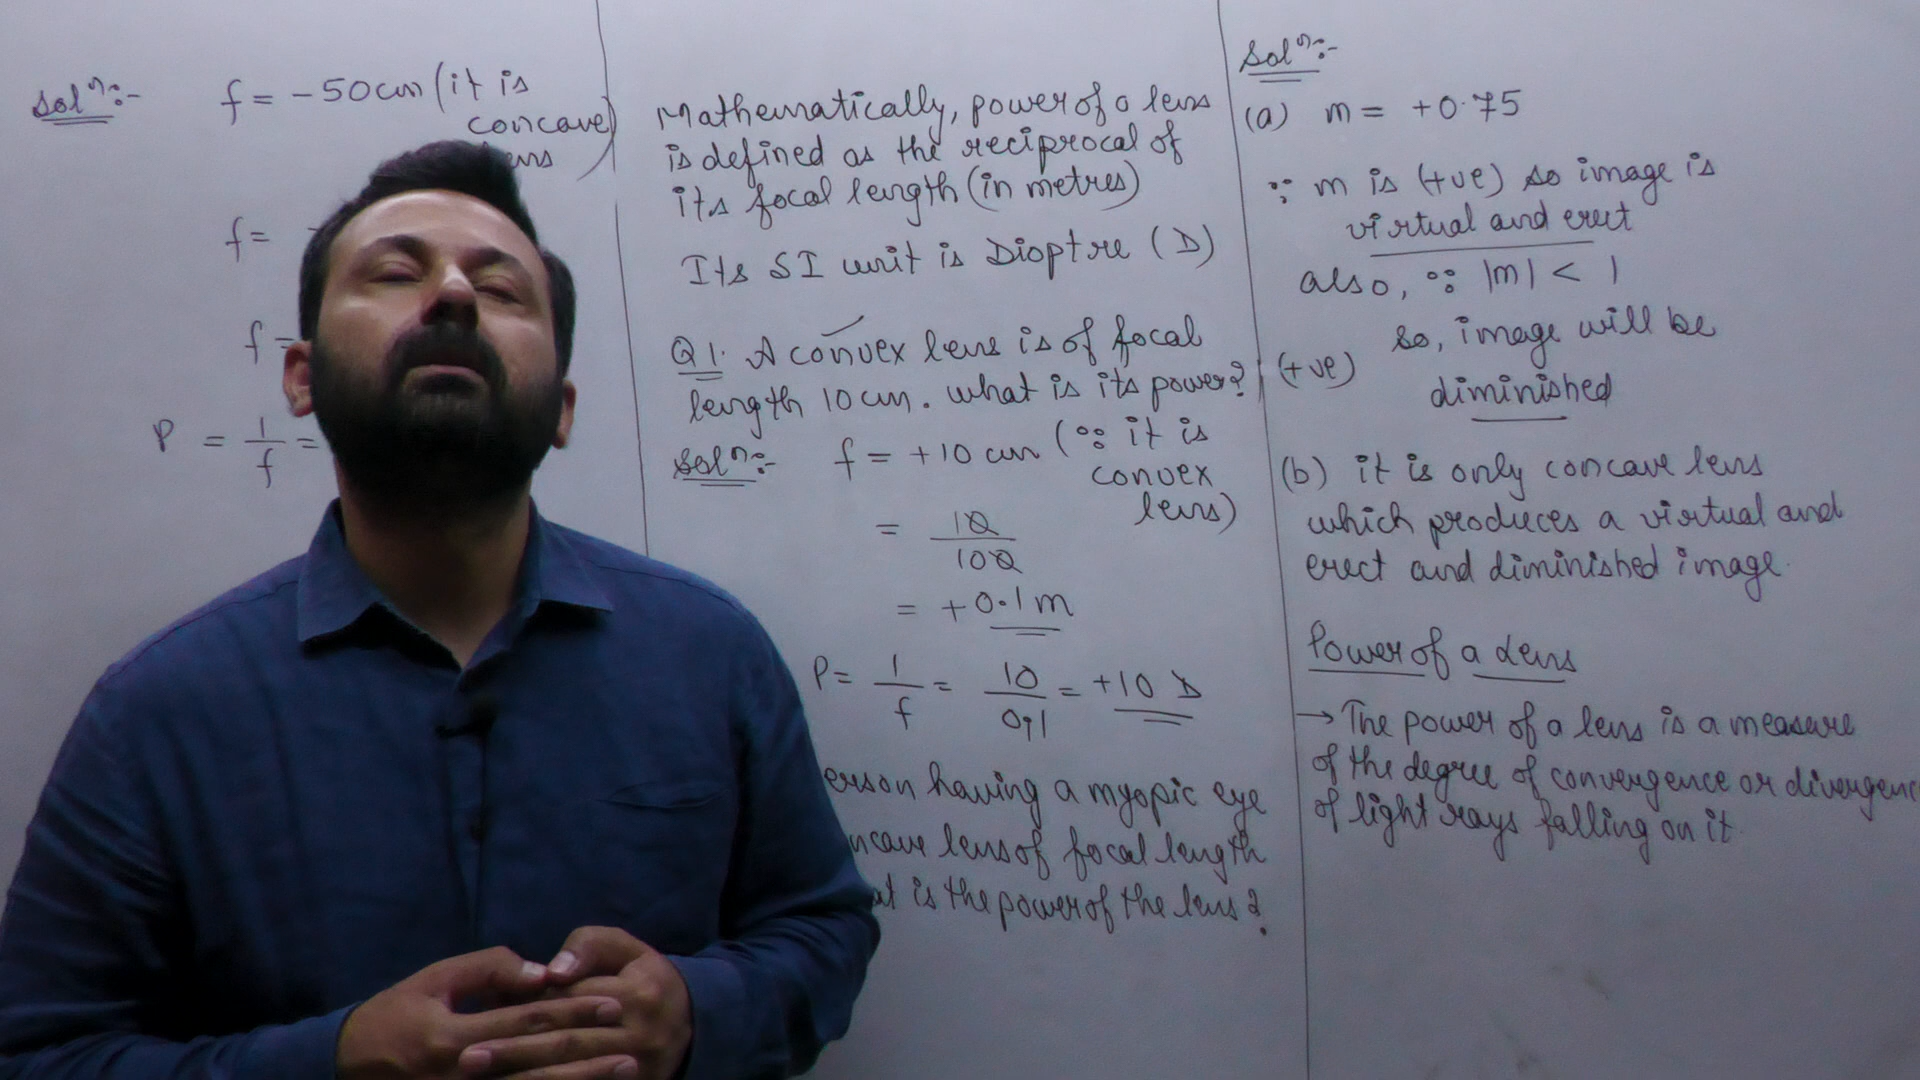 Solⁿ:-
f = -50cm (it is
concave
lens)
f = -
f =
P = 1/f =
Mathematically, power of a lens
is defined as the reciprocal of
its focal length (in metres)
Its SI unit is Dioptre (D)
Q1. A convex lens is of focal
length 10cm. what is its power?
Solⁿ:-
f = +10 cm (∵ it is
convex
lens)
= 10/100
= +0.1m
P = 1/f = 10/0,1 = +10 D
erson having a myopic eye
ncave lens of focal length
at is the power of the lens?
Solⁿ:-
(a) m = +0.75
∵ m is (+ve) so image is
virtual and erect
also, ∵ |m| < 1
so, image will be
(+ve)
diminished
(b) it is only concave lens
which produces a virtual and
erect and diminished image.
Power of a Lens
→ The power of a lens is a measure
of the degree of convergence or divergenc
of light rays falling on it.